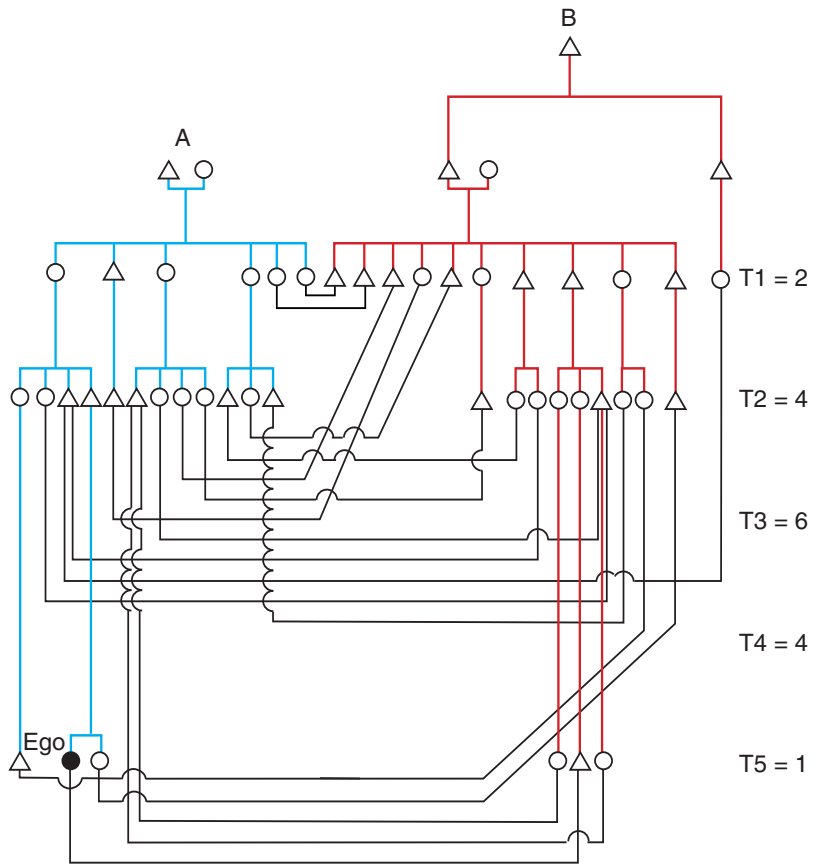 B
A
T1 = 2
T2 = 4
T3 = 6
T4 = 4
Ego
T5 = 1